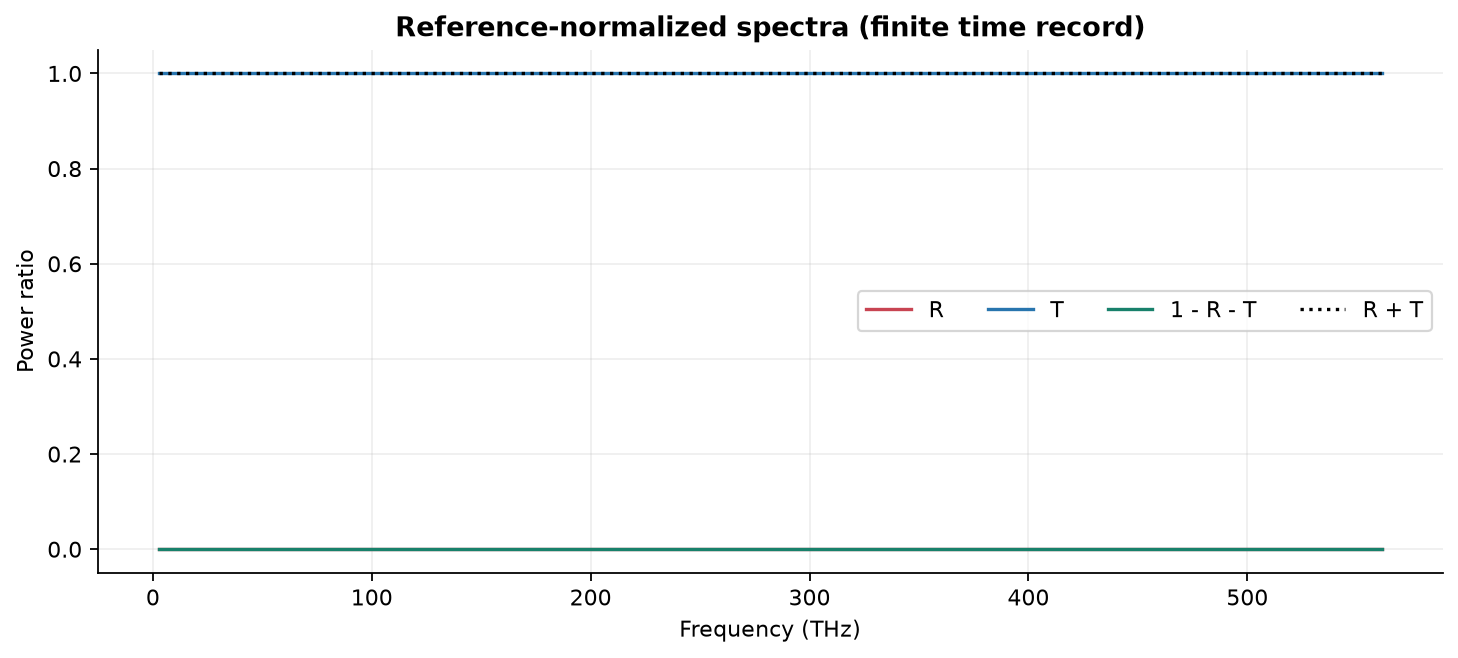 Reference-normalized spectra (finite time record)
Power ratio
1.0
0.8
0.6
0.4
0.2
0.0
R T 1 - R - T R + T
0 100 200 300 400 500
Frequency (THz)